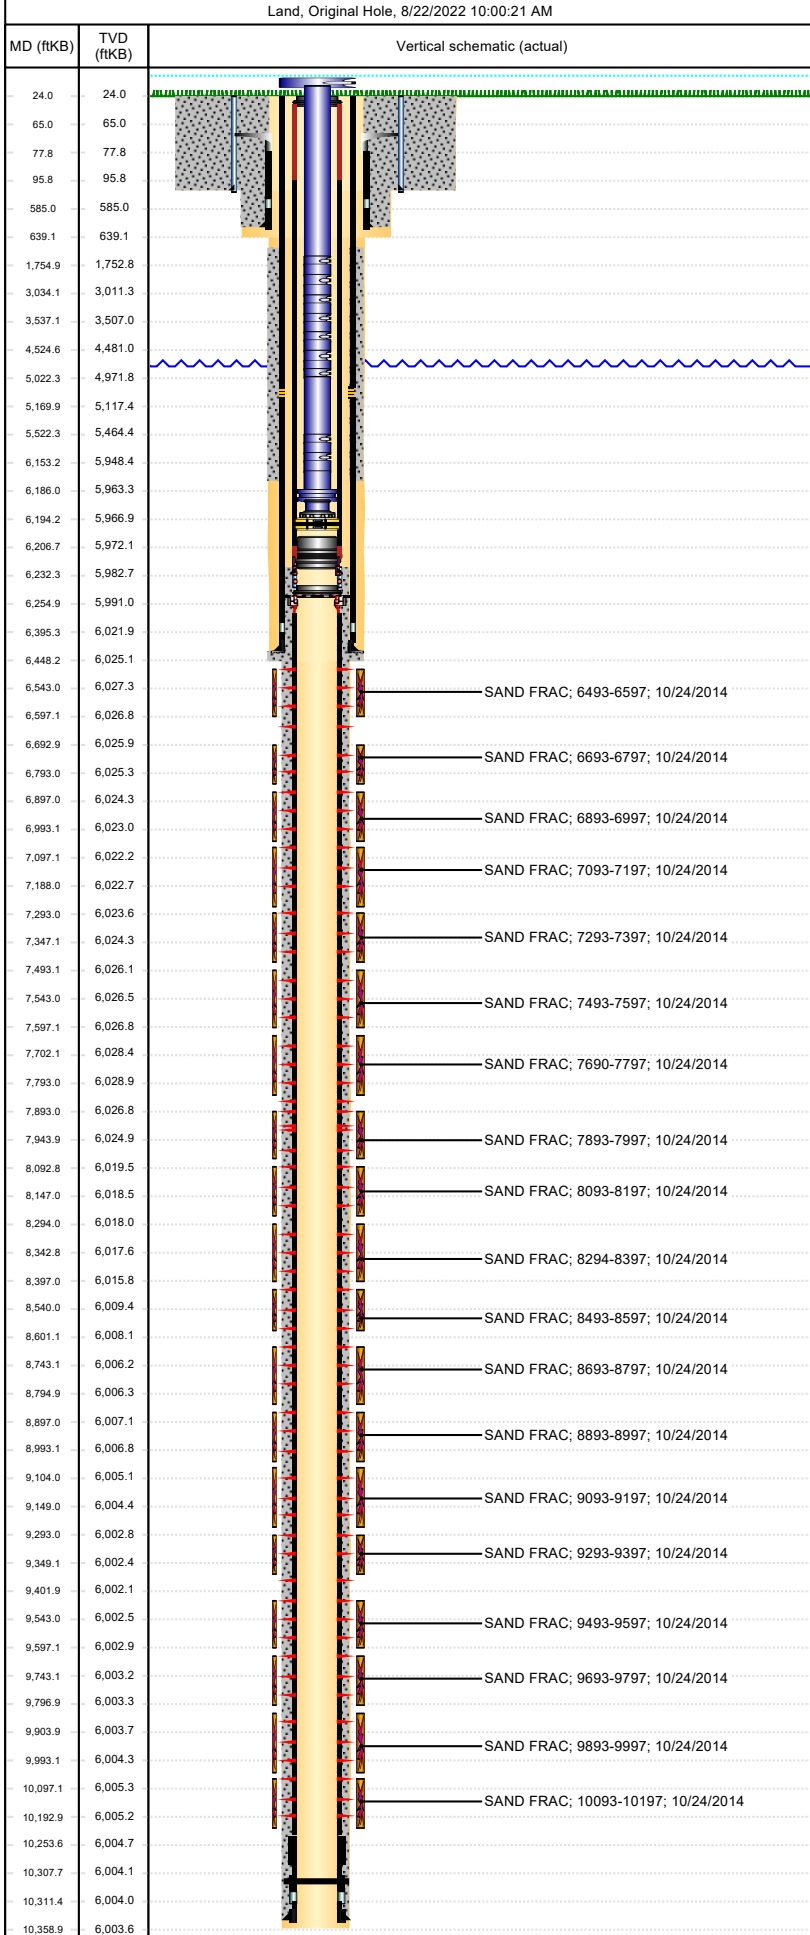 Land, Original Hole, 8/22/2022 10:00:21 AM
MD (ftKB) TVD (ftKB) Vertical schematic (actual)
24.0 24.0
65.0 65.0
77.8 77.8
95.8 95.8
585.0 585.0
639.1 639.1
1,754.9 1,752.8
3,034.1 3,011.3
3,537.1 3,507.0
4,524.6 4,481.0
5,022.3 4,971.8
5,169.9 5,117.4
5,522.3 5,464.4
6,153.2 5,948.4
6,186.0 5,963.3
6,194.2 5,966.9
6,206.7 5,972.1
6,232.3 5,982.7
6,254.9 5,991.0
6,395.3 6,021.9
6,448.2 6,025.1
6,543.0 6,027.3 SAND FRAC; 6493-6597; 10/24/2014
6,597.1 6,026.8
6,692.9 6,025.9 SAND FRAC; 6693-6797; 10/24/2014
6,793.0 6,025.3
6,897.0 6,024.3 SAND FRAC; 6893-6997; 10/24/2014
6,993.1 6,023.0
7,097.1 6,022.2 SAND FRAC; 7093-7197; 10/24/2014
7,188.0 6,022.7
7,293.0 6,023.6
7,347.1 6,024.3 SAND FRAC; 7293-7397; 10/24/2014
7,493.1 6,026.1
7,543.0 6,026.5 SAND FRAC; 7493-7597; 10/24/2014
7,597.1 6,026.8
7,702.1 6,028.4 SAND FRAC; 7690-7797; 10/24/2014
7,793.0 6,028.9
7,893.0 6,026.8
7,943.9 6,024.9 SAND FRAC; 7893-7997; 10/24/2014
8,092.8 6,019.5
8,147.0 6,018.5 SAND FRAC; 8093-8197; 10/24/2014
8,294.0 6,018.0
8,342.8 6,017.6 SAND FRAC; 8294-8397; 10/24/2014
8,397.0 6,015.8
8,540.0 6,009.4 SAND FRAC; 8493-8597; 10/24/2014
8,601.1 6,008.1
8,743.1 6,006.2 SAND FRAC; 8693-8797; 10/24/2014
8,794.9 6,006.3
8,897.0 6,007.1 SAND FRAC; 8893-8997; 10/24/2014
8,993.1 6,006.8
9,104.0 6,005.1 SAND FRAC; 9093-9197; 10/24/2014
9,149.0 6,004.4
9,293.0 6,002.8
9,349.1 6,002.4 SAND FRAC; 9293-9397; 10/24/2014
9,401.9 6,002.1
9,543.0 6,002.5 SAND FRAC; 9493-9597; 10/24/2014
9,597.1 6,002.9
9,743.1 6,003.2 SAND FRAC; 9693-9797; 10/24/2014
9,796.9 6,003.3
9,903.9 6,003.7 SAND FRAC; 9893-9997; 10/24/2014
9,993.1 6,004.3
10,097.1 6,005.3 SAND FRAC; 10093-10197; 10/24/2014
10,192.9 6,005.2
10,253.6 6,004.7
10,307.7 6,004.1
10,311.4 6,004.0
10,358.9 6,003.6